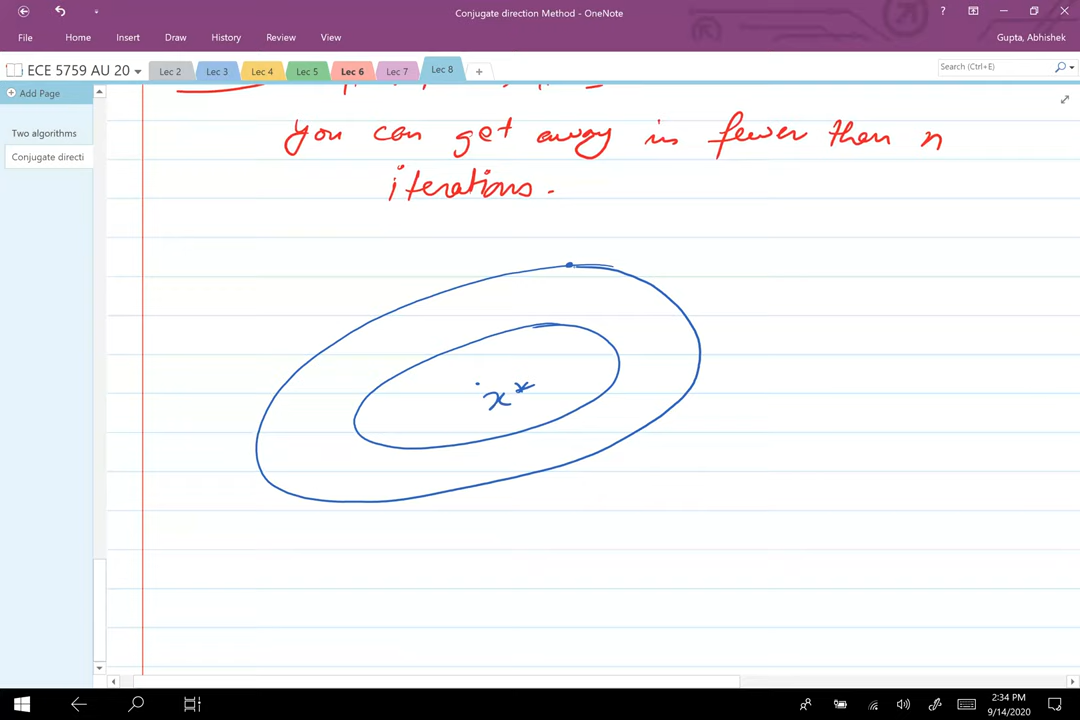 Conjugate direction Method - OneNote
Gupta, Abhishek
File Home Insert Draw History Review View
ECE 5759 AU 20
Lec 2 Lec 3 Lec 4 Lec 5 Lec 6 Lec 7 Lec 8
Search (Ctrl+E)
Add Page
Two algorithms
Conjugate directi
you can get away is fewer then n
iterations.
x*
2:34 PM
9/14/2020